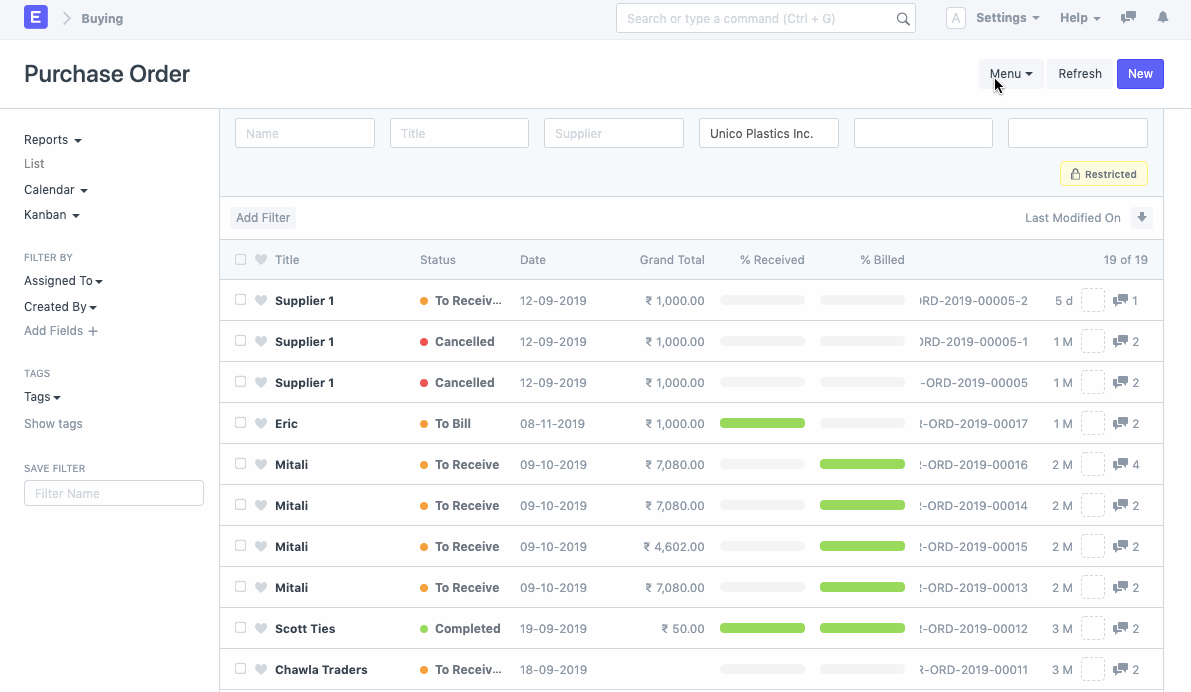 E Buying Search or type a command (Ctrl + G) A Settings Help
Purchase Order Menu Refresh New
Reports
List
Calendar
Kanban
FILTER BY
Assigned To
Created By
Add Fields +
TAGS
Tags
Show tags
SAVE FILTER
Filter Name
Name Title Supplier Unico Plastics Inc.
Restricted
Add Filter Last Modified On
Title Status Date Grand Total % Received % Billed 19 of 19
Supplier 1 To Receiv... 12-09-2019 ₹ 1,000.00 RD-2019-00005-2 5 d 1
Supplier 1 Cancelled 12-09-2019 ₹ 1,000.00 RD-2019-00005-1 1 M 2
Supplier 1 Cancelled 12-09-2019 ₹ 1,000.00 -ORD-2019-00005 1 M 2
Eric To Bill 08-11-2019 ₹ 1,000.00 -ORD-2019-00017 1 M 2
Mitali To Receive 09-10-2019 ₹ 7,080.00 -ORD-2019-00016 2 M 4
Mitali To Receive 09-10-2019 ₹ 7,080.00 -ORD-2019-00014 2 M 2
Mitali To Receive 09-10-2019 ₹ 4,602.00 -ORD-2019-00015 2 M 2
Mitali To Receive 09-10-2019 ₹ 7,080.00 -ORD-2019-00013 2 M 2
Scott Ties Completed 19-09-2019 ₹ 50.00 -ORD-2019-00012 3 M 2
Chawla Traders To Receiv... 18-09-2019 R-ORD-2019-00011 3 M 2